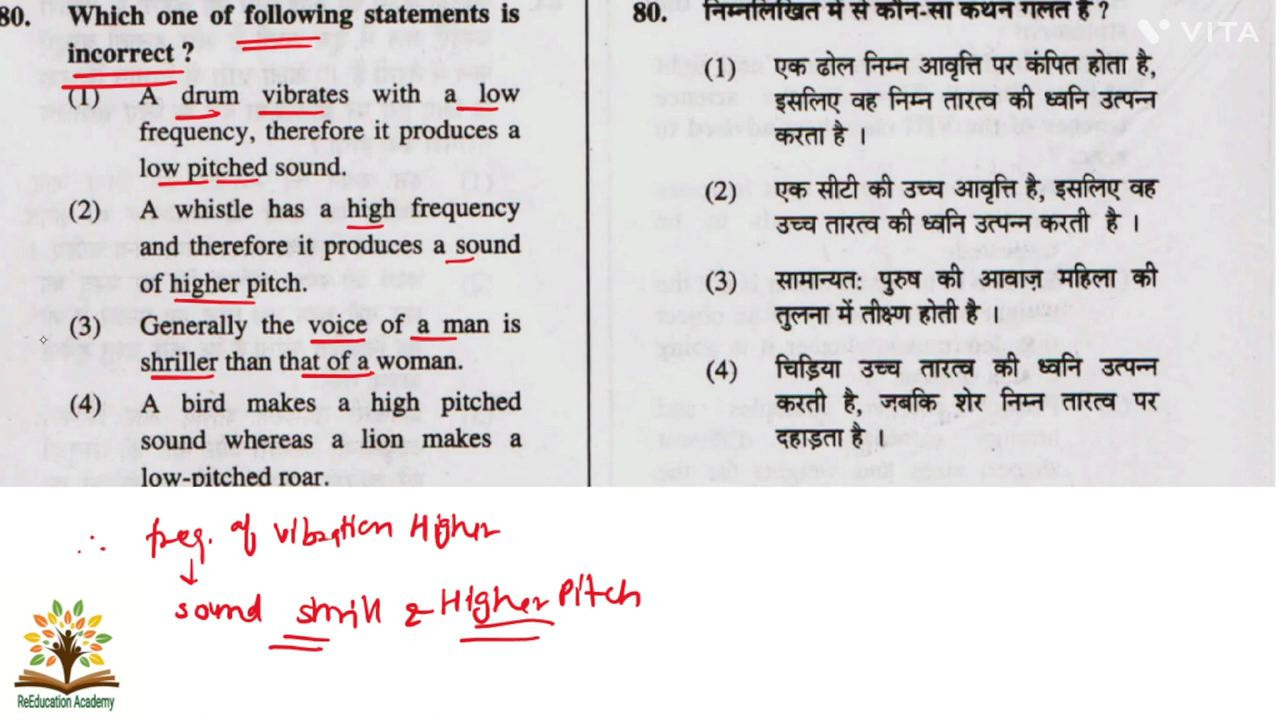 80. Which one of following statements is
incorrect ?
(1) A drum vibrates with a low
frequency, therefore it produces a
low pitched sound.
(2) A whistle has a high frequency
and therefore it produces a sound
of higher pitch.
(3) Generally the voice of a man is
shriller than that of a woman.
(4) A bird makes a high pitched
sound whereas a lion makes a
low-pitched roar.
80. निम्नलिखित में से कौन-सा कथन गलत है ?
(1) एक ढोल निम्न आवृत्ति पर कंपित होता है,
इसलिए वह निम्न तारत्व की ध्वनि उत्पन्न
करता है ।
(2) एक सीटी की उच्च आवृत्ति है, इसलिए वह
उच्च तारत्व की ध्वनि उत्पन्न करती है ।
(3) सामान्यतः पुरुष की आवाज़ महिला की
तुलना में तीक्ष्ण होती है
(4) चिड़िया उच्च तारत्व की ध्वनि उत्पन्न
करती है, जबकि शेर निम्न तारत्व पर
दहाड़ता है ।
VITA
∴ freq. of vibration Higher
↓
sound shrill & Higher Pitch
ReEducation Academy